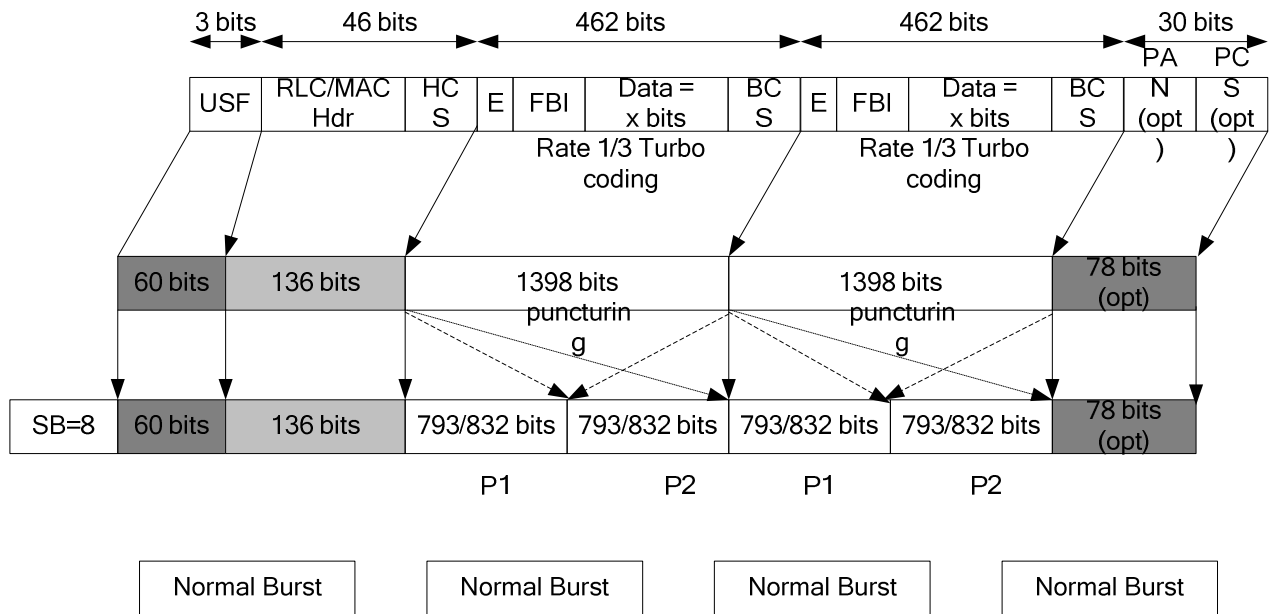 3 bits 46 bits 462 bits 462 bits 30 bits
USF
RLC/MAC
Hdr
HC
S
E
FBI
Data =
x bits
BC
S
E
FBI
Data =
x bits
BC
S
PA
N
(opt
)
PC
S
(opt
)
Rate 1/3 Turbo
coding
Rate 1/3 Turbo
coding
60 bits
136 bits
1398 bits
puncturin
g
1398 bits
puncturin
g
78 bits
(opt)
SB=8
60 bits
136 bits
793/832 bits
793/832 bits
793/832 bits
793/832 bits
78 bits
(opt)
P1 P2 P1 P2
Normal Burst Normal Burst Normal Burst Normal Burst